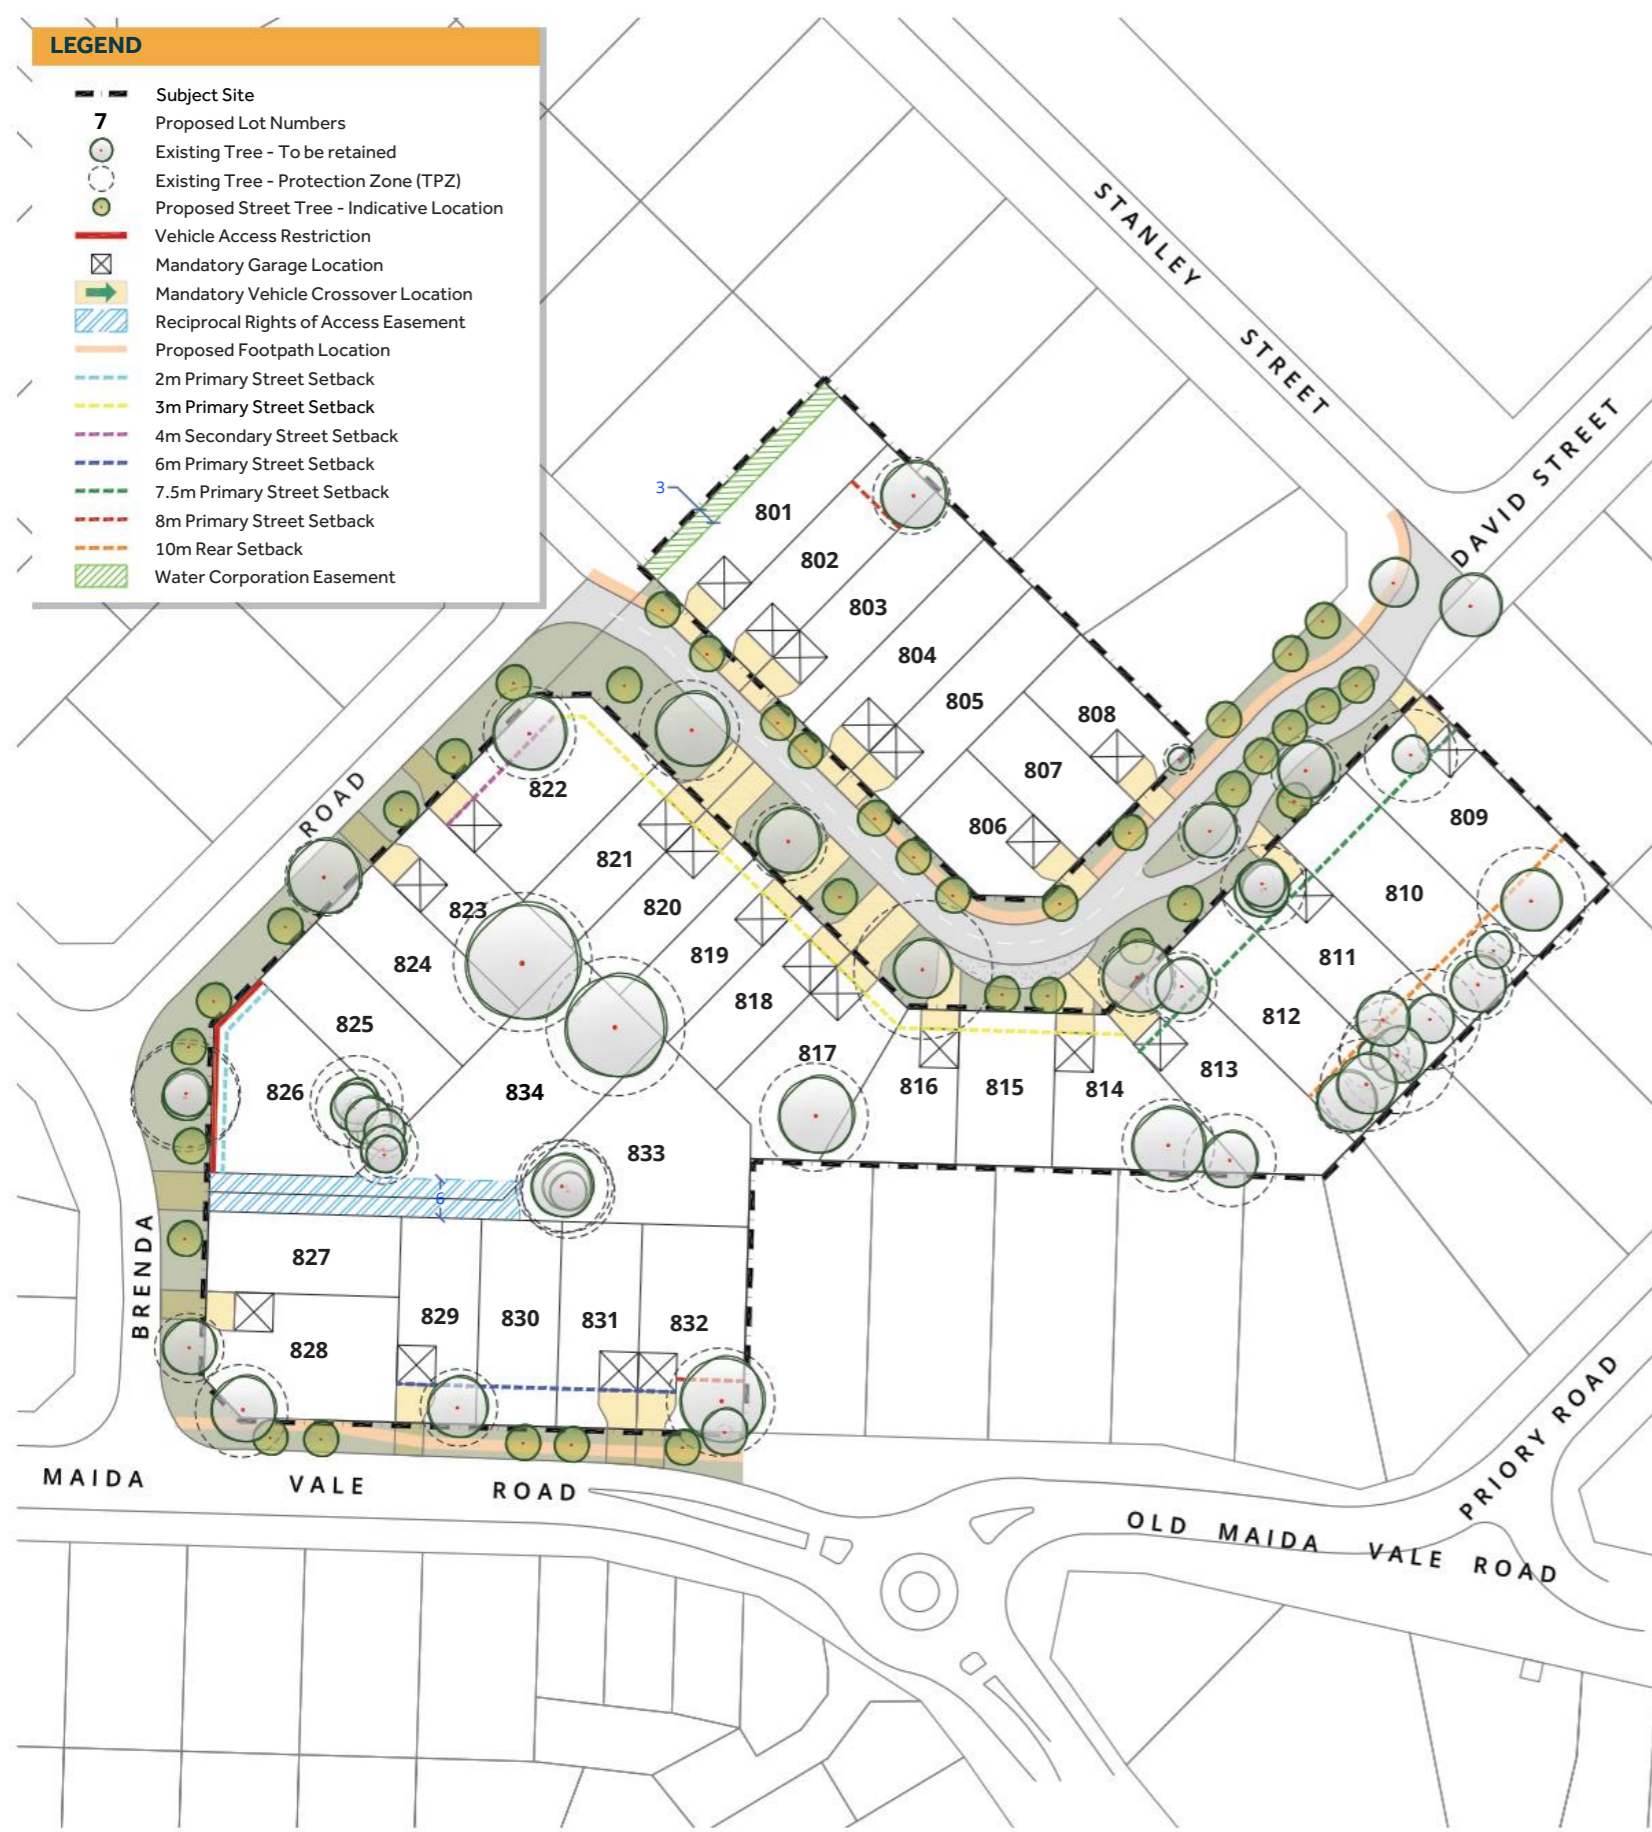 LEGEND
Subject Site
7 Proposed Lot Numbers
Existing Tree - To be retained
Existing Tree - Protection Zone (TPZ)
Proposed Street Tree - Indicative Location
Vehicle Access Restriction
Mandatory Garage Location
Mandatory Vehicle Crossover Location
Reciprocal Rights of Access Easement
Proposed Footpath Location
2m Primary Street Setback
3m Primary Street Setback
4m Secondary Street Setback
6m Primary Street Setback
7.5m Primary Street Setback
8m Primary Street Setback
10m Rear Setback
Water Corporation Easement
STANLEY STREET
DAVID STREET
3
801
802
803
804
805
808
807
806
822
809
821
ROAD
820
810
823
819
811
824
818
812
825
817
813
826
834
816
815
814
833
6
BRENDA
827
829
830
831
832
828
MAIDA VALE ROAD
PRIORY ROAD
OLD MAIDA VALE ROAD